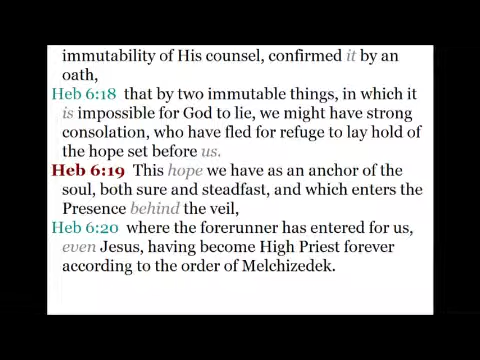 immutability of His counsel, confirmed it by an
oath,
Heb 6:18 that by two immutable things, in which it
is impossible for God to lie, we might have strong
consolation, who have fled for refuge to lay hold of
the hope set before us.
Heb 6:19 This hope we have as an anchor of the
soul, both sure and steadfast, and which enters the
Presence behind the veil,
Heb 6:20 where the forerunner has entered for us,
even Jesus, having become High Priest forever
according to the order of Melchizedek.